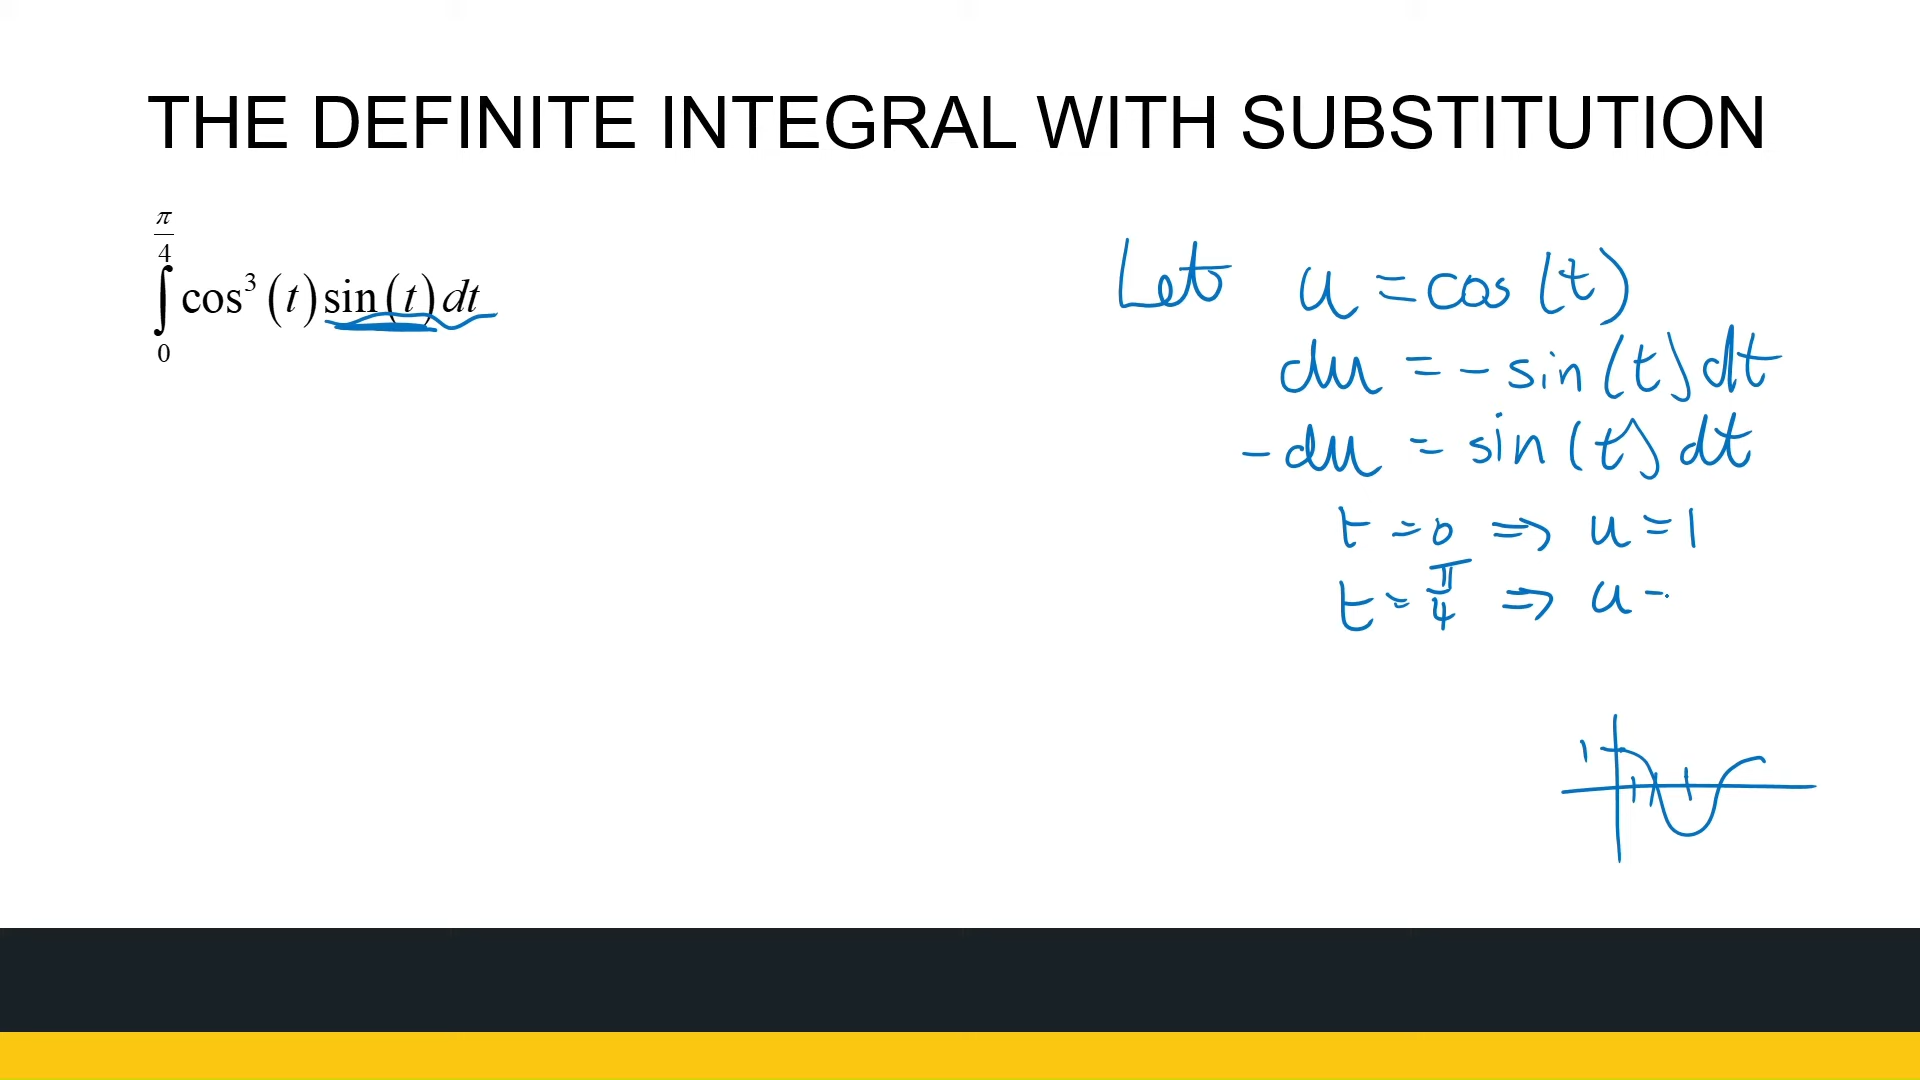 THE DEFINITE INTEGRAL WITH SUBSTITUTION
π/4
∫ cos³(t) sin(t) dt
0
Let u = cos(t)
du = - sin(t) dt
- du = sin(t) dt
t = 0 ⇒ u = 1
t = π/4 ⇒ u -
1